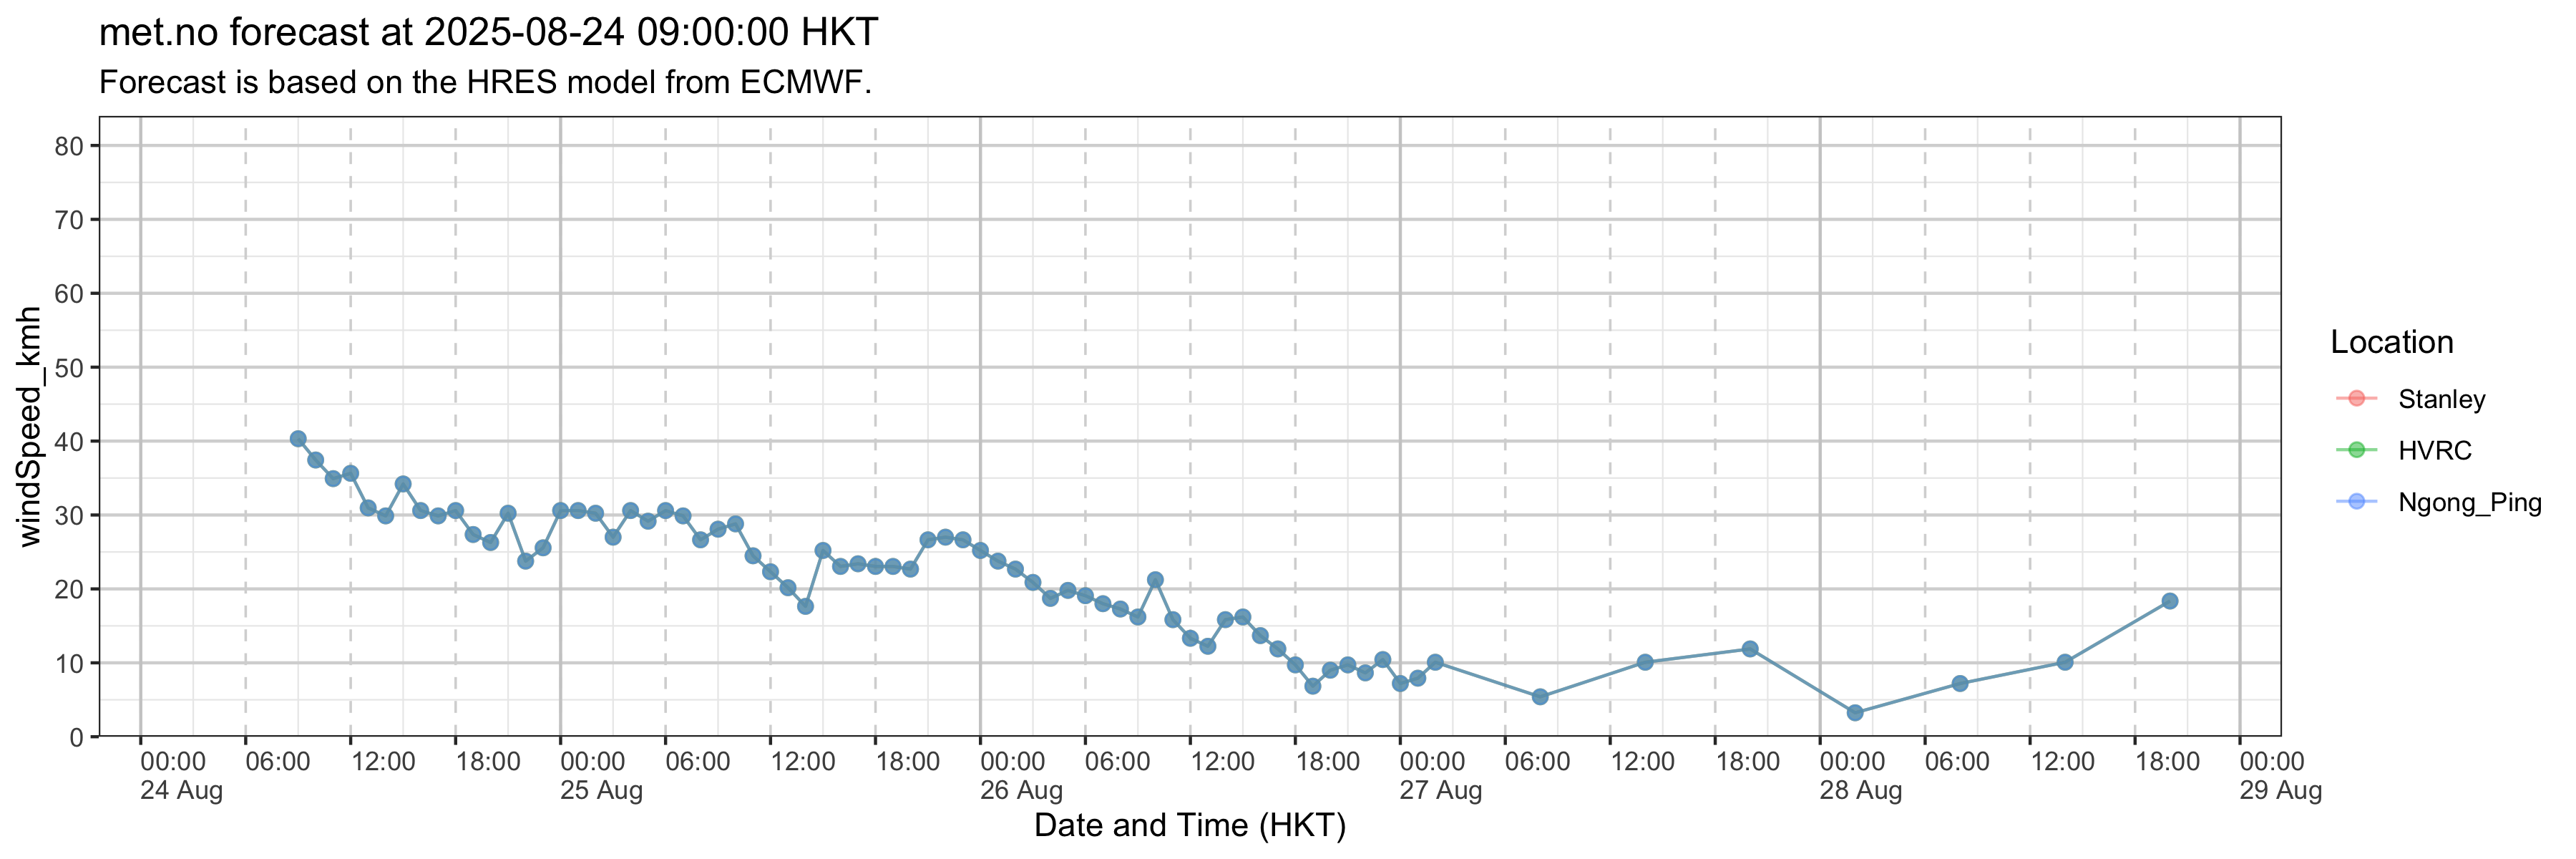 met.no forecast at 2025-08-24 09:00:00 HKT
Forecast is based on the HRES model from ECMWF.
windSpeed_kmh
80
70
60
50
40
30
20
10
0
00:00 06:00 12:00 18:00 00:00 06:00 12:00 18:00 00:00 06:00 12:00 18:00 00:00 06:00 12:00 18:00 00:00 06:00 12:00 18:00 00:00
24 Aug 25 Aug 26 Aug 27 Aug 28 Aug 29 Aug
Date and Time (HKT)
Location
Stanley
HVRC
Ngong_Ping